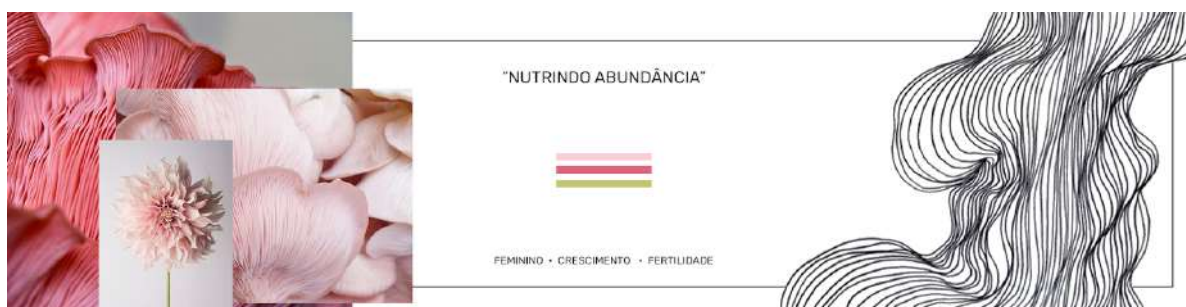 "NUTRINDO ABUNDÂNCIA"
FEMININO • CRESCIMENTO • FERTILIDADE